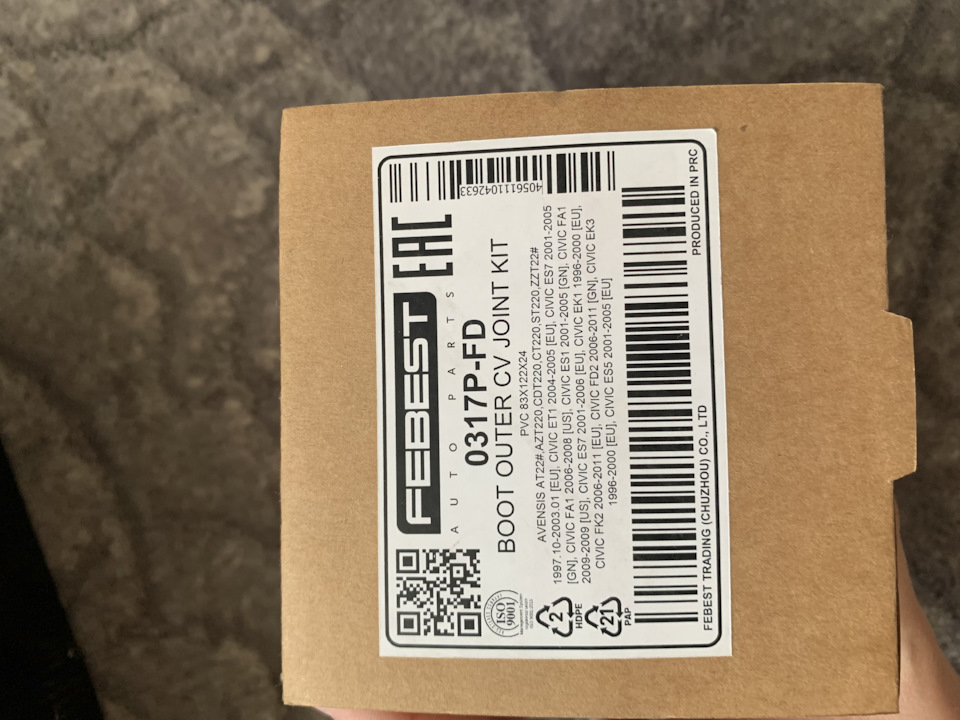 FEBEST
AUTO PARTS
EAC
0317P-FD
BOOT OUTER CV JOINT KIT
PVC 83X122X24
AVENSIS AT22#,AZT220,CDT220,CT220,ST220,ZZT22#
1997.10-2003.01 [EU], CIVIC ET1 2004-2005 [EU], CIVIC ES7 2001-2005
[GN], CIVIC FA1 2006-2008 [US], CIVIC ES1 2001-2005 [GN], CIVIC FA1
2009-2009 [US], CIVIC ES7 2001-2006 [EU], CIVIC EK1 1996-2000 [EU],
CIVIC FK2 2006-2011 [EU], CIVIC FD2 2006-2011 [GN], CIVIC EK3
1996-2000 [EU], CIVIC ES5 2001-2005 [EU]
4056111042633
ISO
9001
2
HDPE
21
PAP
FEBEST TRADING (CHUZHOU) CO., LTD
PRODUCED IN PRC